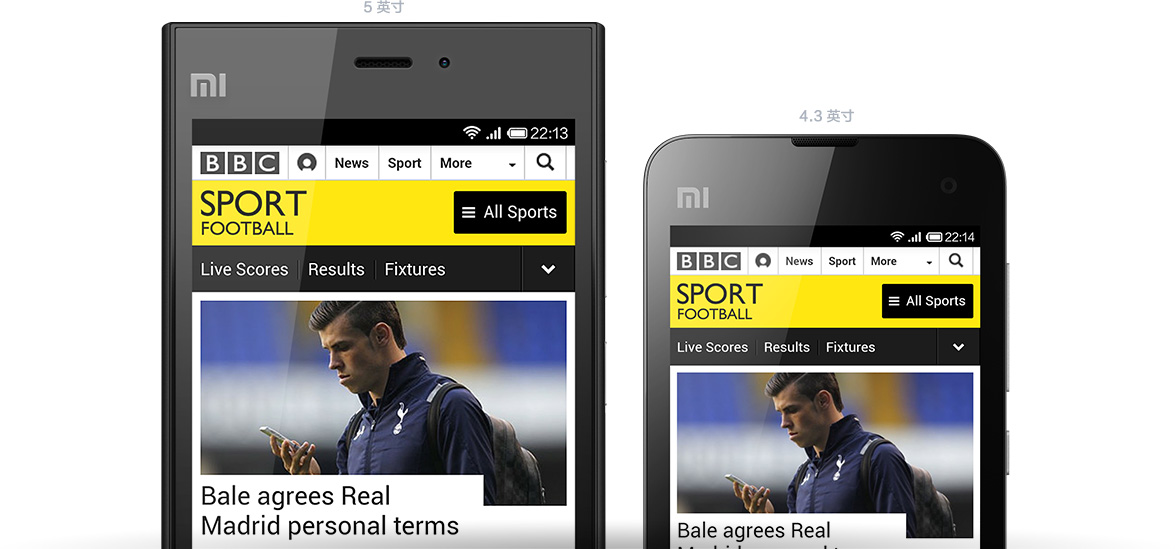 5 英寸
mi
22:13
BBC
News
Sport
More
SPORT
FOOTBALL
All Sports
Live Scores
Results
Fixtures
Bale agrees Real
Madrid personal terms
4.3 英寸
mi
22:14
BBC
News
Sport
More
SPORT
FOOTBALL
All Sports
Live Scores
Results
Fixtures
Bale agrees Real